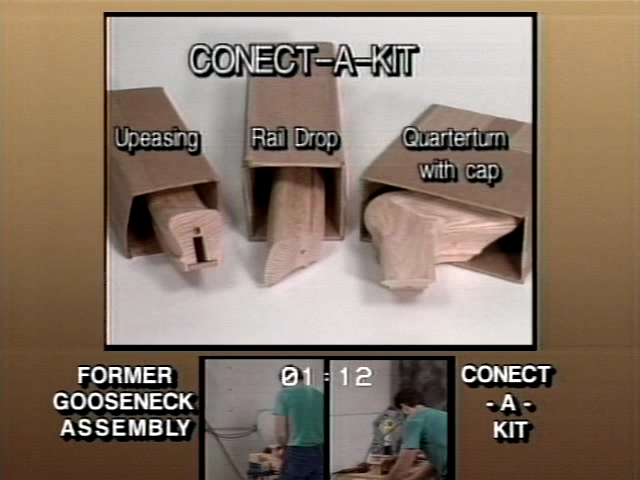 CONECT-A-KIT
Upeasing
Rail Drop
Quarterturn
with cap
01:12
FORMER
GOOSENECK
ASSEMBLY
CONECT
- A -
KIT